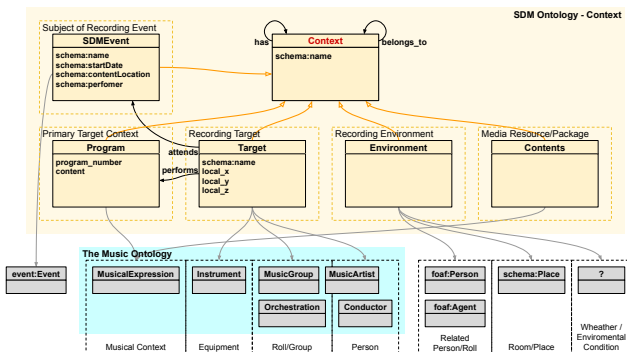 SDM Ontology - Context
Subject of Recording Event
SDMEvent
schema:name
schema:startDate
schema:contentLocation
schema:perfomer
has
Context
belongs_to
schema:name
Primary Target Context
Program
program_number
content
attends
performs
Recording Target
Target
schema:name
local_x
local_y
local_z
Recording Environment
Environment
Media Resource/Package
Contents
The Music Ontology
event:Event
MusicalExpression
Instrument
MusicGroup
MusicArtist
foaf:Person
schema:Place
?
Orchestration
Conductor
foaf:Agent
Musical Context
Equipment
Roll/Group
Person
Related
Person/Roll
Room/Place
Wheather /
Enviromental
Condition